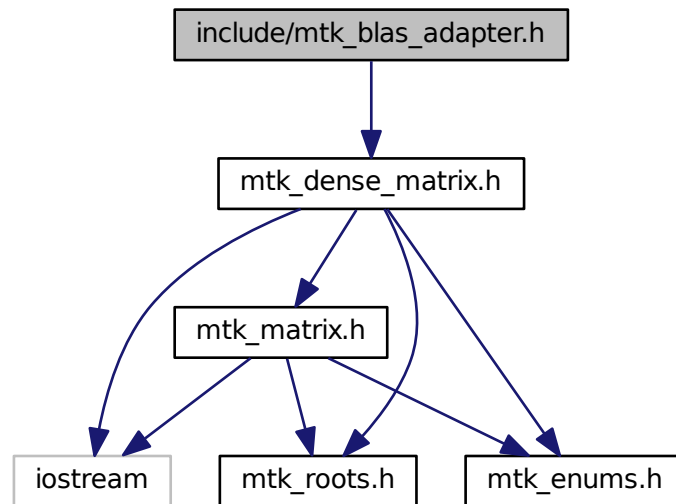 include/mtk_blas_adapter.h
mtk_dense_matrix.h
mtk_matrix.h
iostream
mtk_roots.h
mtk_enums.h